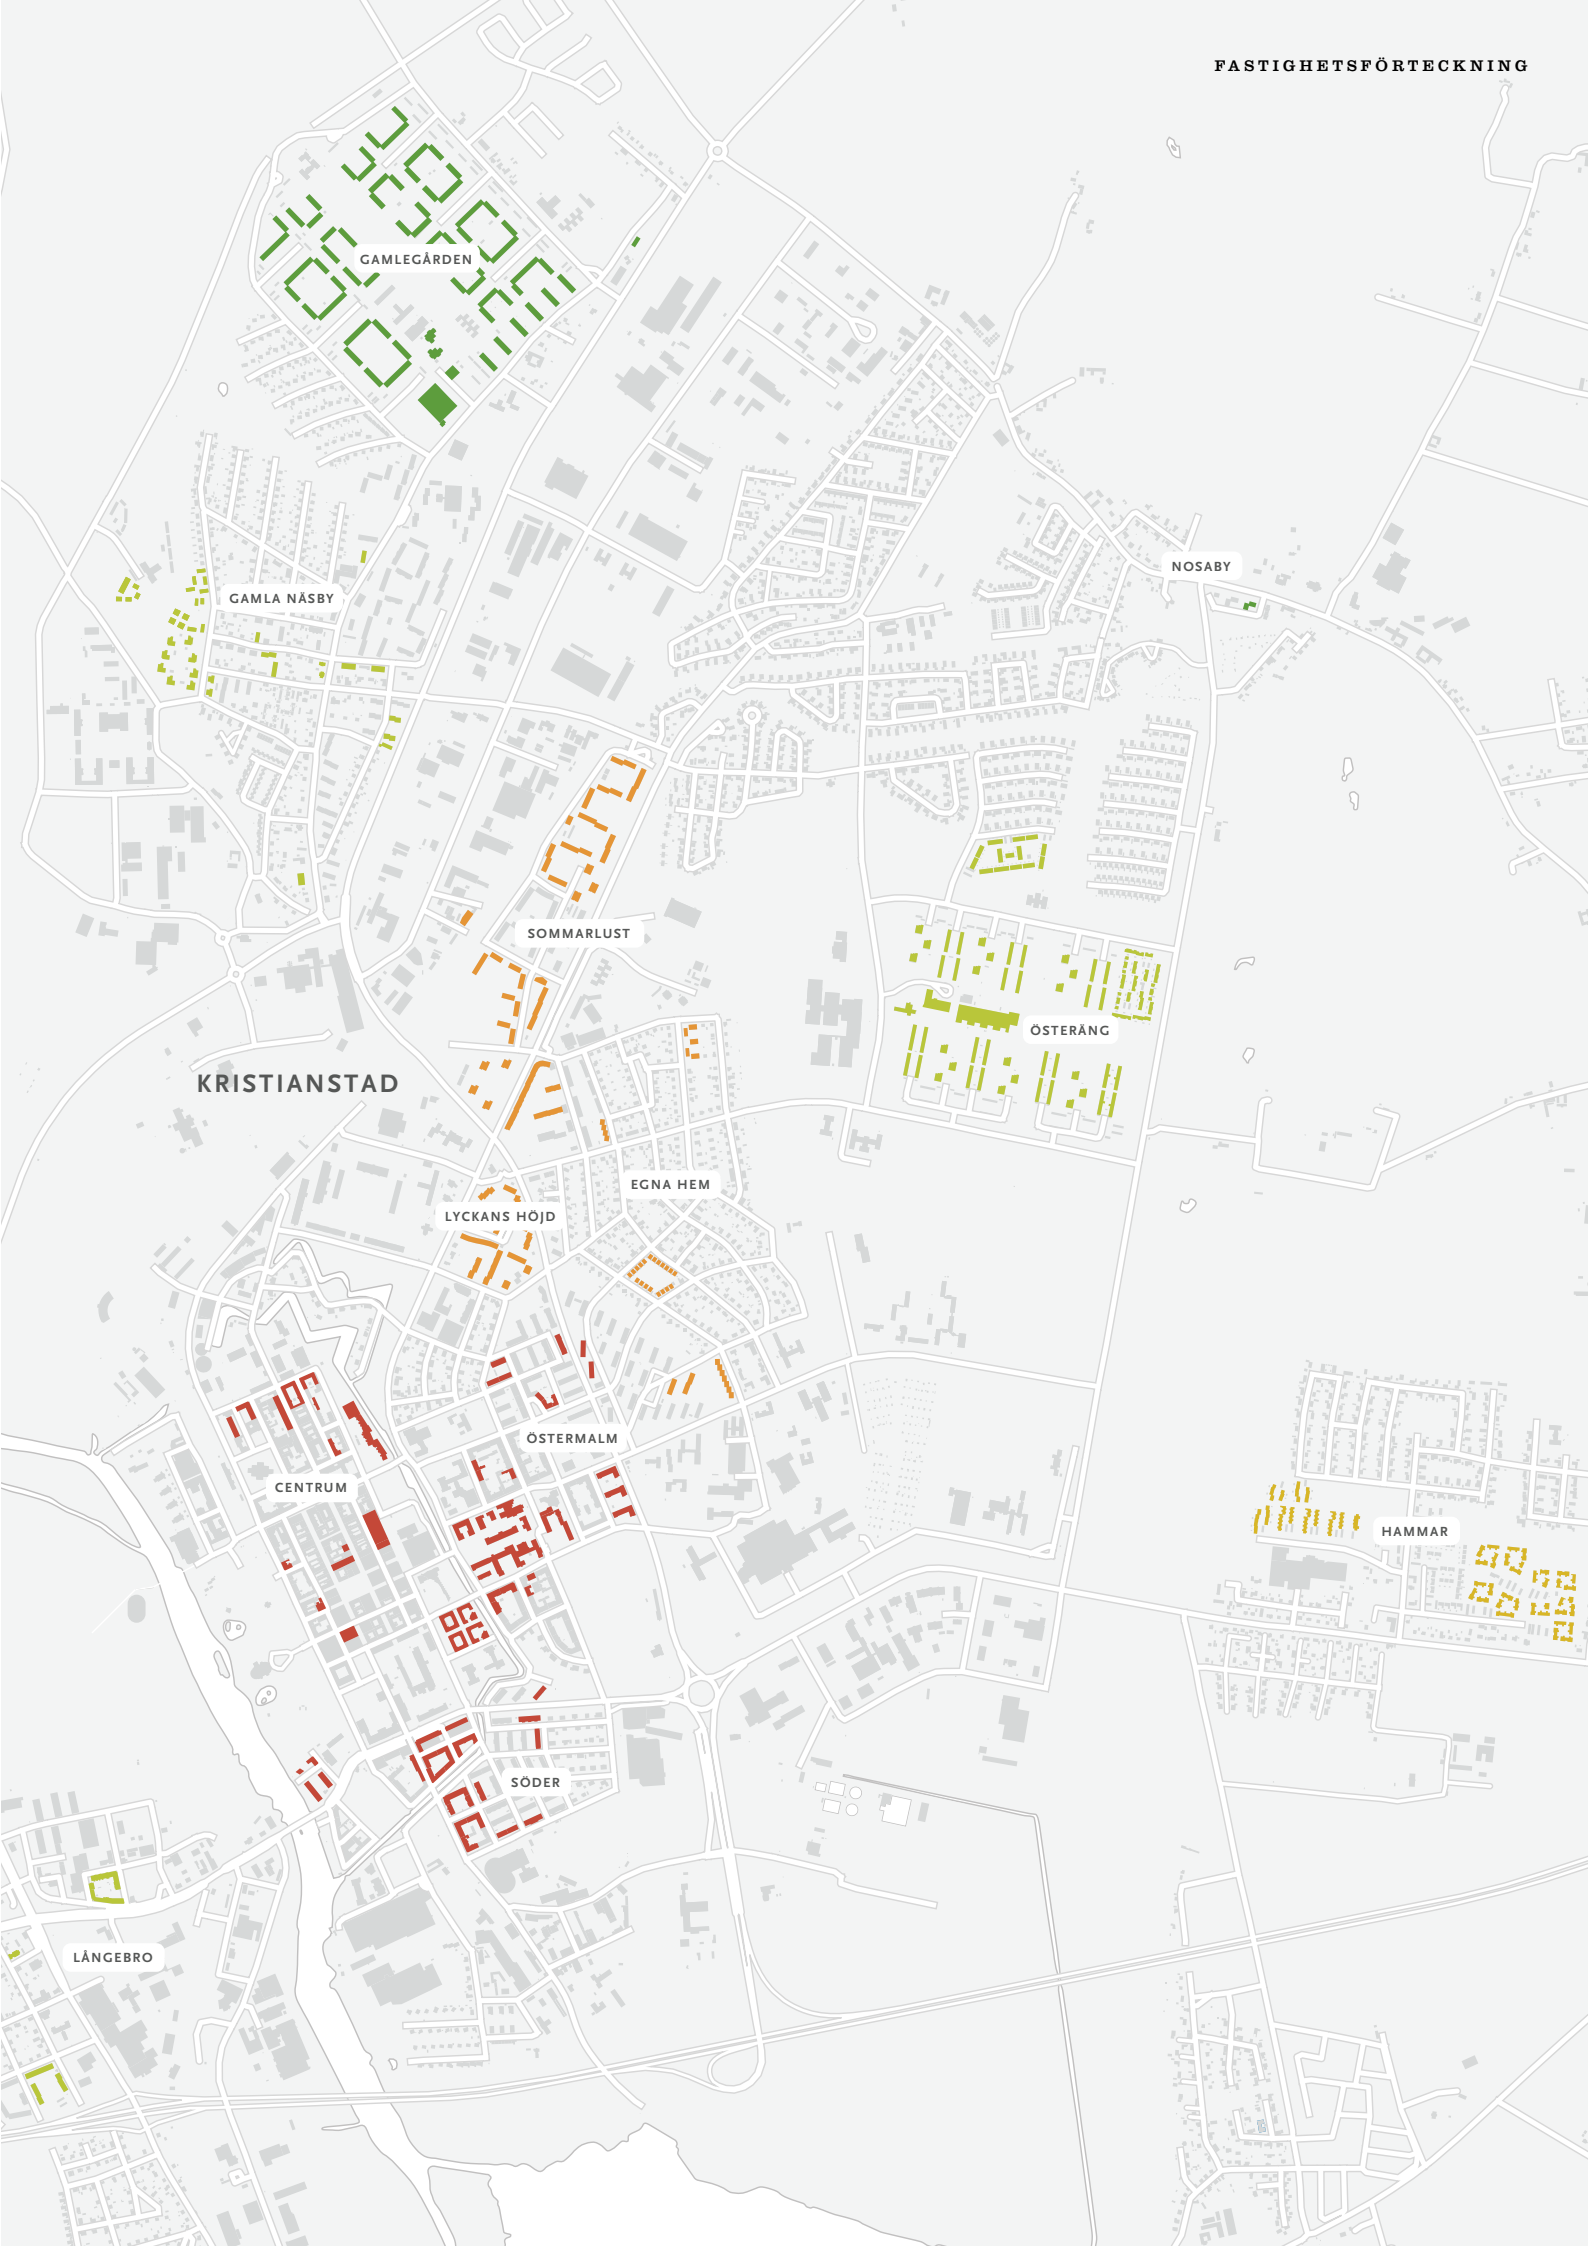 FASTIGHETSFÖRTECKNING
GAMLEGÅRDEN
NOSABY
GAMLA NÄSBY
SOMMARLUST
ÖSTERÄNG
KRISTIANSTAD
EGNA HEM
LYCKANS HÖJD
ÖSTERMALM
CENTRUM
HAMMAR
SÖDER
LÅNGEBRO